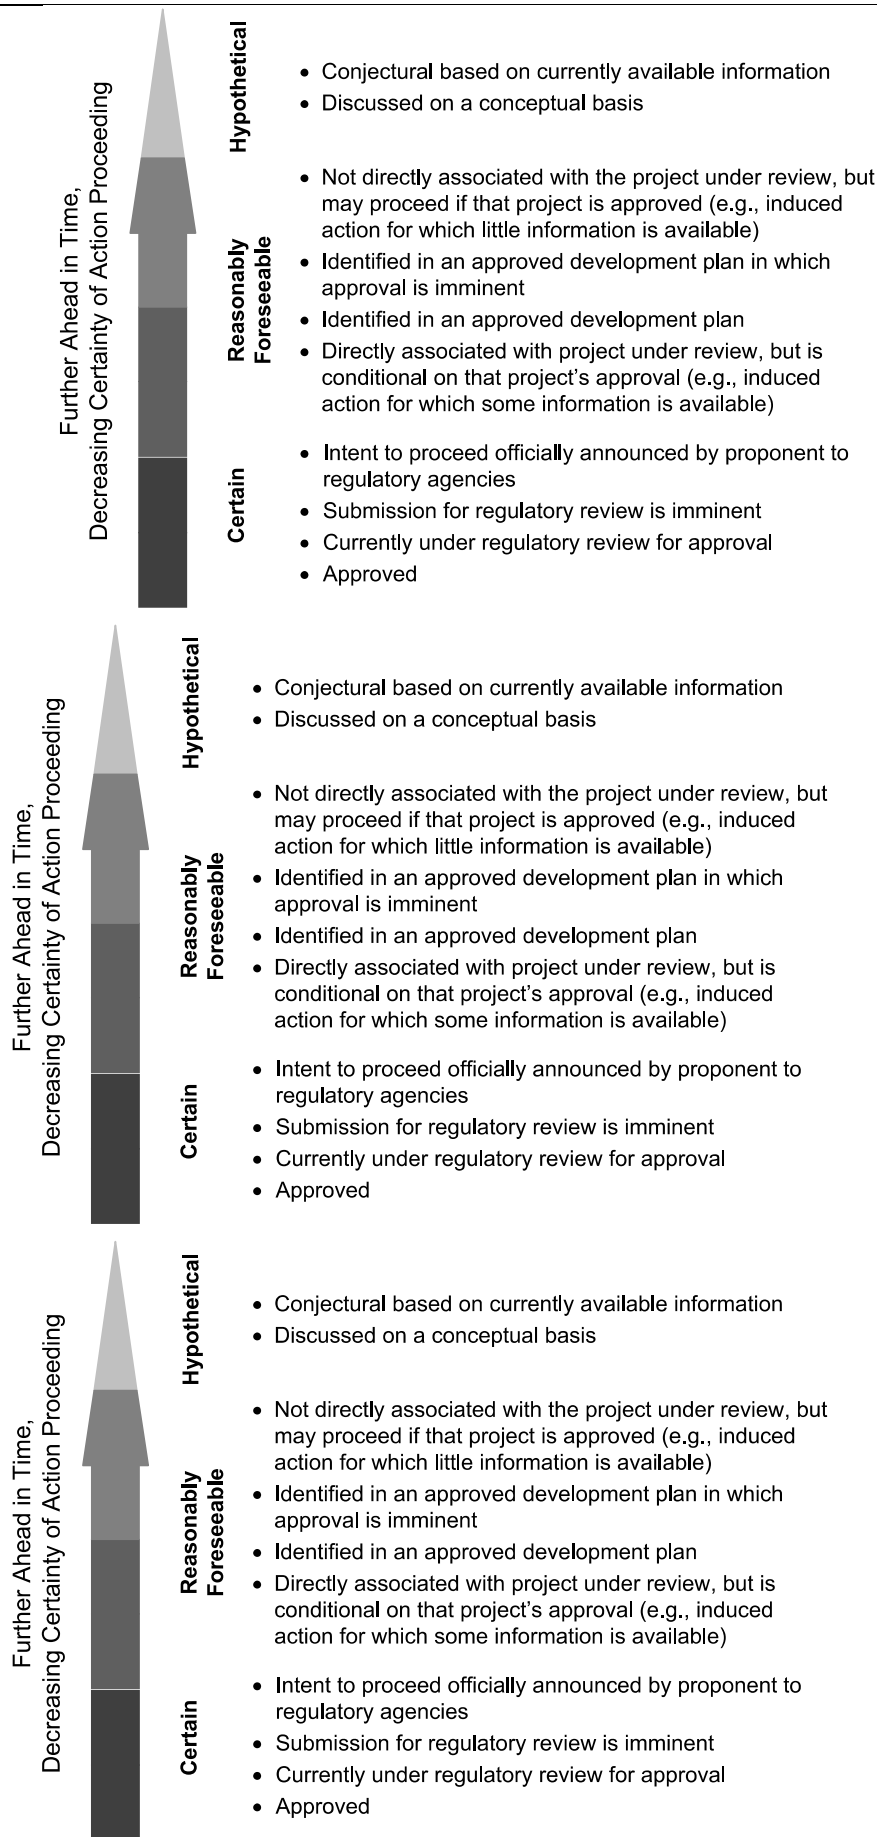 Further Ahead in Time,
Decreasing Certainty of Action Proceeding
Hypothetical
• Conjectural based on currently available information
• Discussed on a conceptual basis
Reasonably
Foreseeable
• Not directly associated with the project under review, but
may proceed if that project is approved (e.g., induced
action for which little information is available)
• Identified in an approved development plan in which
approval is imminent
• Identified in an approved development plan
• Directly associated with project under review, but is
conditional on that project’s approval (e.g., induced
action for which some information is available)
Certain
• Intent to proceed officially announced by proponent to
regulatory agencies
• Submission for regulatory review is imminent
• Currently under regulatory review for approval
• Approved
Further Ahead in Time,
Decreasing Certainty of Action Proceeding
Hypothetical
• Conjectural based on currently available information
• Discussed on a conceptual basis
Reasonably
Foreseeable
• Not directly associated with the project under review, but
may proceed if that project is approved (e.g., induced
action for which little information is available)
• Identified in an approved development plan in which
approval is imminent
• Identified in an approved development plan
• Directly associated with project under review, but is
conditional on that project’s approval (e.g., induced
action for which some information is available)
Certain
• Intent to proceed officially announced by proponent to
regulatory agencies
• Submission for regulatory review is imminent
• Currently under regulatory review for approval
• Approved
Further Ahead in Time,
Decreasing Certainty of Action Proceeding
Hypothetical
• Conjectural based on currently available information
• Discussed on a conceptual basis
Reasonably
Foreseeable
• Not directly associated with the project under review, but
may proceed if that project is approved (e.g., induced
action for which little information is available)
• Identified in an approved development plan in which
approval is imminent
• Identified in an approved development plan
• Directly associated with project under review, but is
conditional on that project’s approval (e.g., induced
action for which some information is available)
Certain
• Intent to proceed officially announced by proponent to
regulatory agencies
• Submission for regulatory review is imminent
• Currently under regulatory review for approval
• Approved